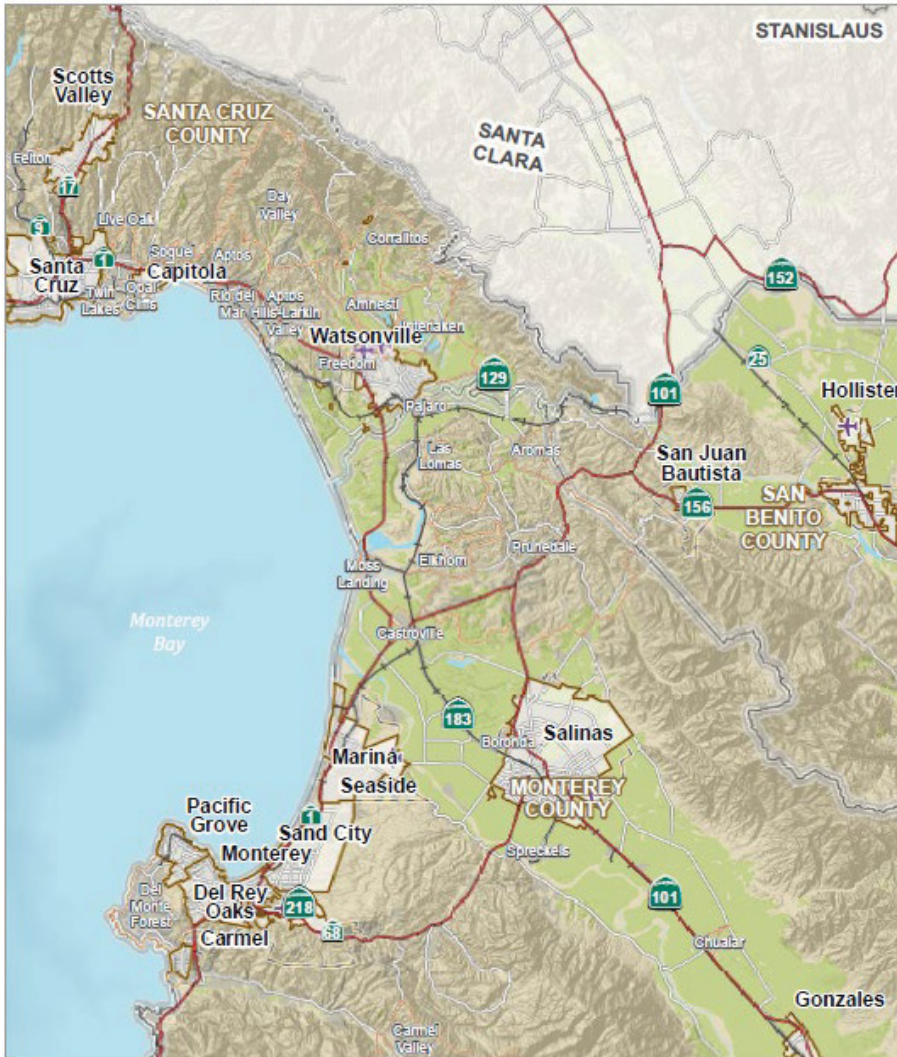 STANISLAUS
Scotts
Valley
SANTA CRUZ
COUNTY
SANTA
CLARA
Felton
17
Day
Valley
9
Live Oak
Corralitos
Soquel
Aptos
1
Santa
Cruz
Capitola
152
Twin
Lakes
Rio del
Mar
Aptos
Hills-Larkin
Valley
Amnesti
Watsonville
Freedom
25
129
101
Hollister
Pajaro
Las
Lomas
Aromas
San Juan
Bautista
156
SAN
BENITO
COUNTY
Prunedale
Elkhorn
Moss
Landing
Monterey
Bay
Castroville
183
Salinas
Boronda
Marina
Seaside
MONTEREY
COUNTY
Pacific
Grove
1
Sand City
Monterey
Spreckels
Del
Monte
Forest
Del Rey
Oaks
218
101
68
Carmel
Chualar
Gonzales
Carmel
Valley